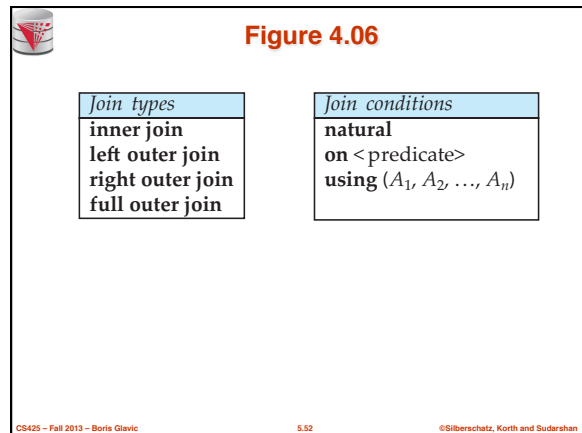 Figure 4.06
Join types
inner join
left outer join
right outer join
full outer join
Join conditions
natural
on < predicate>
using (A₁, A₂, …, Aₙ)
CS425 – Fall 2013 – Boris Glavic
5.52
©Silberschatz, Korth and Sudarshan